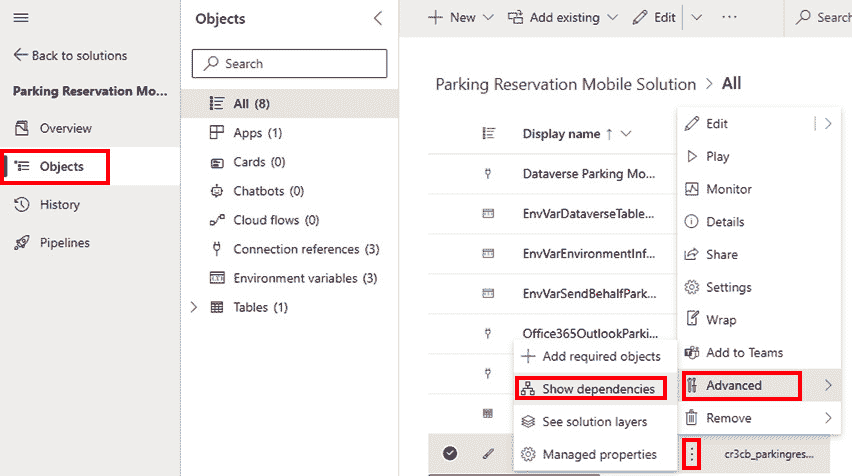 Back to solutions
Parking Reservation Mo...
Overview
Objects
History
Pipelines
Objects
Search
All (8)
Apps (1)
Cards (0)
Chatbots (0)
Cloud flows (0)
Connection references (3)
Environment variables (3)
Tables (1)
New
Add existing
Edit
Search
Parking Reservation Mobile Solution > All
Display name ↑
Dataverse Parking Mo...
EnvVarDataverseTable...
EnvVarEnvironmentInf...
EnvVarSendBehalfPark...
Office365OutlookParki...
Edit
Play
Monitor
Details
Share
Settings
Wrap
Add to Teams
Advanced
Remove
Add required objects
Show dependencies
See solution layers
Managed properties
cr3cb_parkingres...